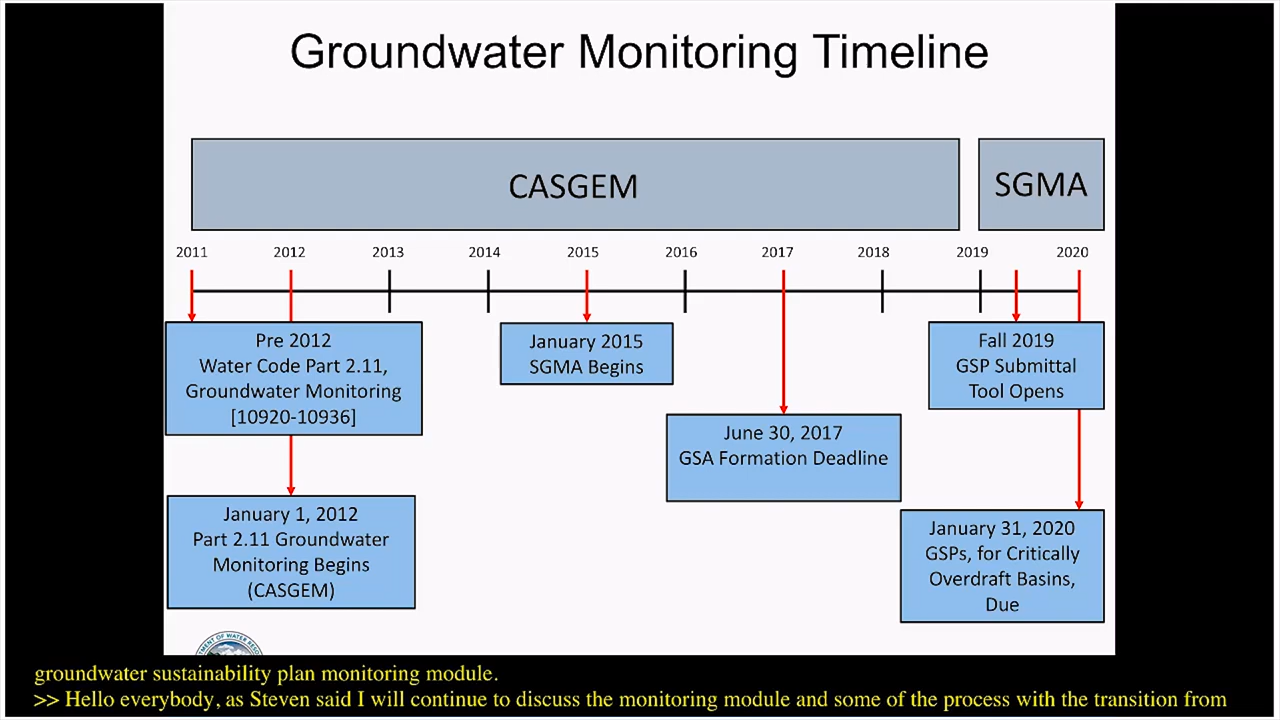 Groundwater Monitoring Timeline
CASGEM
SGMA
2011 2012 2013 2014 2015 2016 2017 2018 2019 2020
Pre 2012
Water Code Part 2.11,
Groundwater Monitoring
[10920-10936]
January 2015
SGMA Begins
Fall 2019
GSP Submittal
Tool Opens
June 30, 2017
GSA Formation Deadline
January 1, 2012
Part 2.11 Groundwater
Monitoring Begins
(CASGEM)
January 31, 2020
GSPs, for Critically
Overdraft Basins,
Due
groundwater sustainability plan monitoring module.
>> Hello everybody, as Steven said I will continue to discuss the monitoring module and some of the process with the transition from